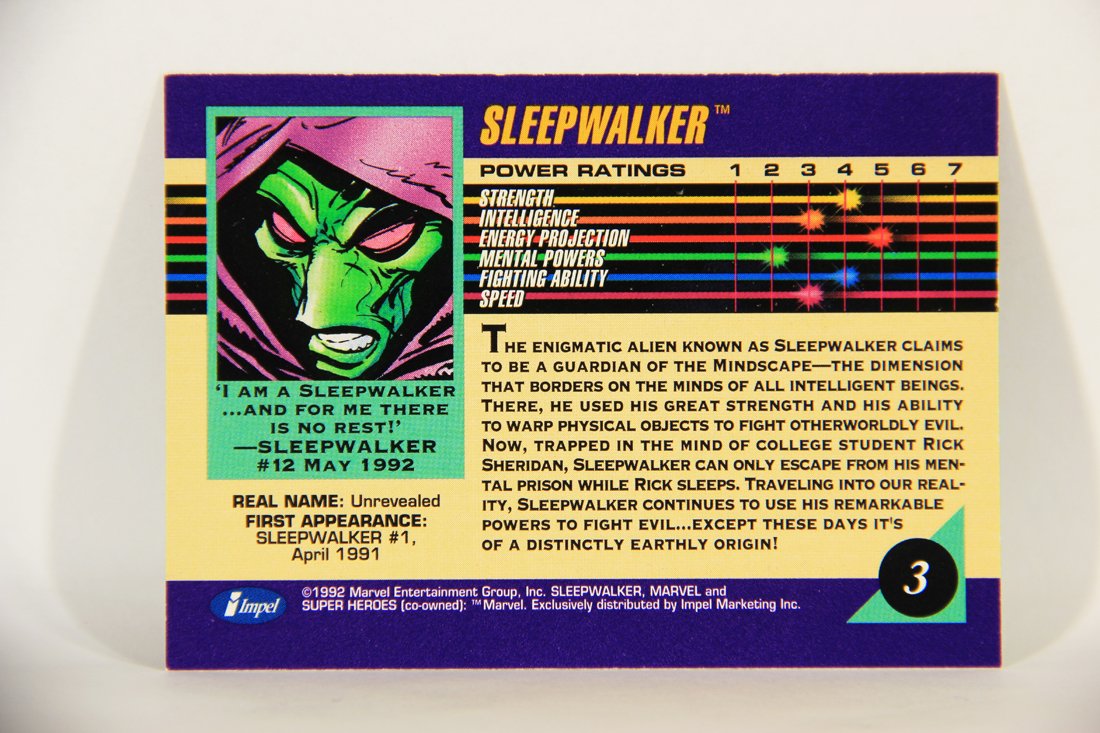 SLEEPWALKER™
POWER RATINGS 1 2 3 4 5 6 7
STRENGTH
INTELLIGENCE
ENERGY PROJECTION
MENTAL POWERS
FIGHTING ABILITY
SPEED
'I AM A SLEEPWALKER
...AND FOR ME THERE
IS NO REST!'
—SLEEPWALKER
#12 MAY 1992
REAL NAME: Unrevealed
FIRST APPEARANCE:
SLEEPWALKER #1,
April 1991
THE ENIGMATIC ALIEN KNOWN AS SLEEPWALKER CLAIMS
TO BE A GUARDIAN OF THE MINDSCAPE—THE DIMENSION
THAT BORDERS ON THE MINDS OF ALL INTELLIGENT BEINGS.
THERE, HE USED HIS GREAT STRENGTH AND HIS ABILITY
TO WARP PHYSICAL OBJECTS TO FIGHT OTHERWORLDLY EVIL.
NOW, TRAPPED IN THE MIND OF COLLEGE STUDENT RICK
SHERIDAN, SLEEPWALKER CAN ONLY ESCAPE FROM HIS MEN-
TAL PRISON WHILE RICK SLEEPS. TRAVELING INTO OUR REAL-
ITY, SLEEPWALKER CONTINUES TO USE HIS REMARKABLE
POWERS TO FIGHT EVIL...EXCEPT THESE DAYS IT'S
OF A DISTINCTLY EARTHLY ORIGIN!
3
Impel
©1992 Marvel Entertainment Group, Inc. SLEEPWALKER, MARVEL and
SUPER HEROES (co-owned): ™Marvel. Exclusively distributed by Impel Marketing Inc.